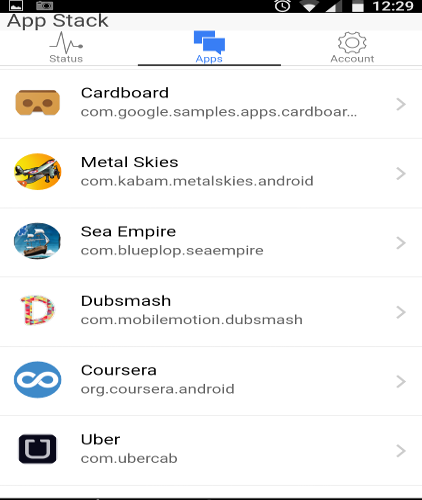 12:29
App Stack
Status
Apps
Account
Cardboard
com.google.samples.apps.cardboar...
Metal Skies
com.kabam.metalskies.android
Sea Empire
com.blueplop.seaempire
Dubsmash
com.mobilemotion.dubsmash
Coursera
org.coursera.android
Uber
com.ubercab